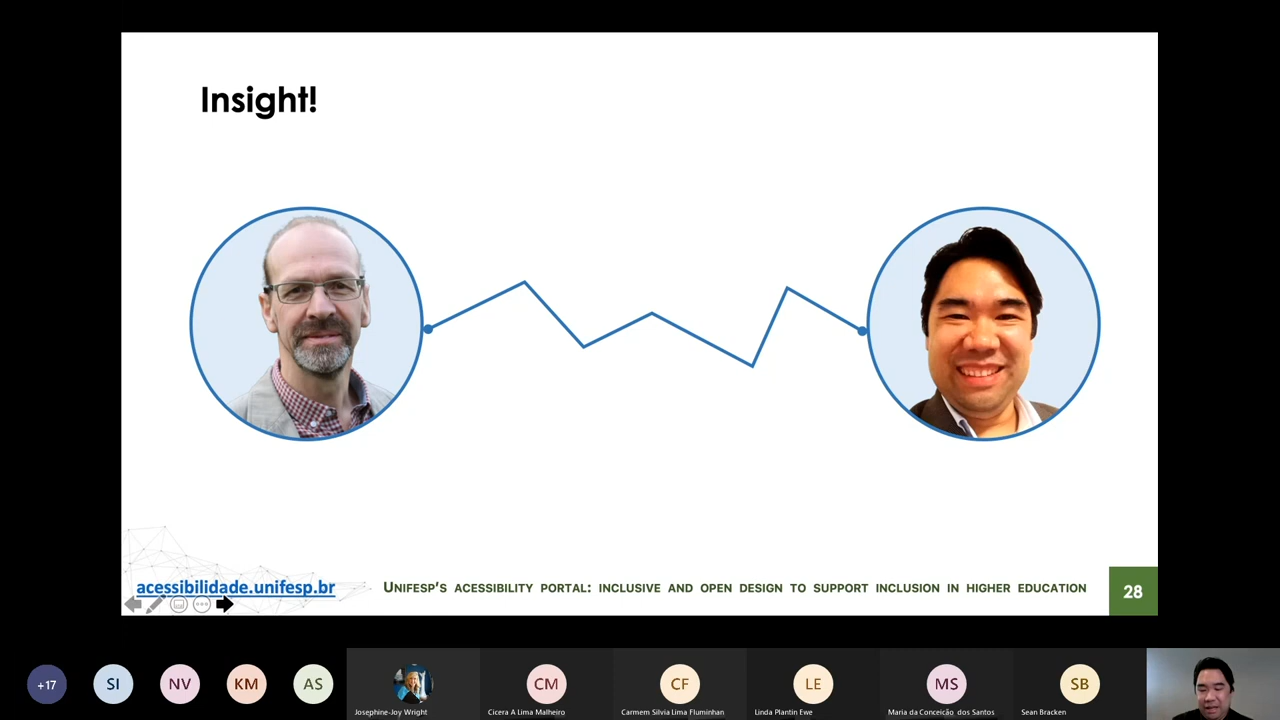 Insight!
acessibilidade.unifesp.br
Unifesp's acessibility portal: inclusive and open design to support inclusion in higher education
28
+17
SI
NV
KM
AS
CM
CF
LE
MS
SB
Josephine-Joy Wright
Cicera A Lima Malheiro
Carmem Silvia Lima Fluminhan
Linda Plantin Ewe
Maria da Conceição dos Santos
Sean Bracken